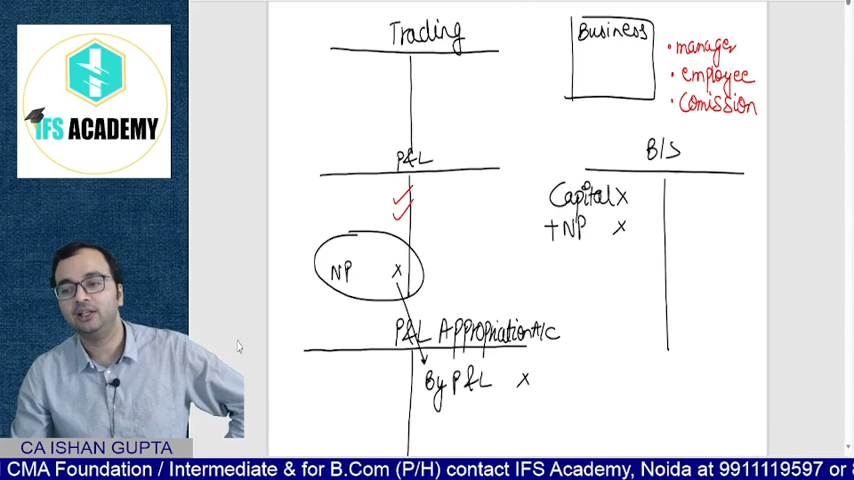 IFS ACADEMY
Trading
Business
• manager
• employee
• Comission
P&L
B/S
Capital x
+ NP x
NP x
P&L Appropriation A/c
By P&L x
CA ISHAN GUPTA
CMA Foundation / Intermediate & for B.Com (P/H) contact IFS Academy, Noida at 9911119597 or